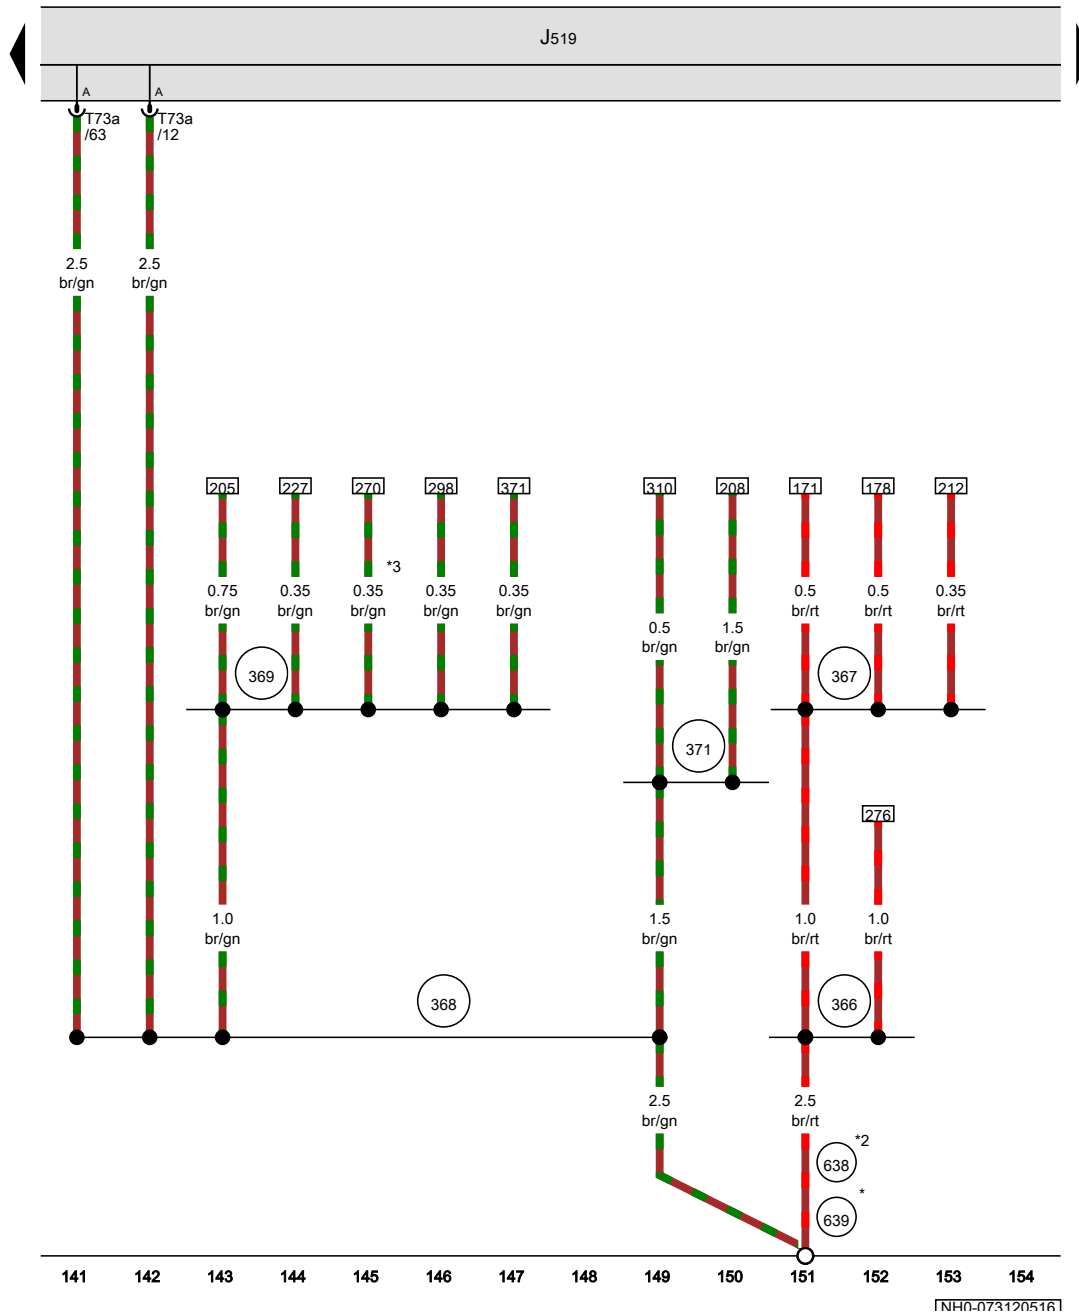 J519
A A
T73a /63
T73a /12
2.5 br/gn
2.5 br/gn
205 227 270 298 371 310 208 171 178 212
*3
0.75 br/gn
0.35 br/gn
0.35 br/gn
0.35 br/gn
0.35 br/gn
0.5 br/gn
1.5 br/gn
0.5 br/rt
0.5 br/rt
0.35 br/rt
369
367
371
276
1.0 br/gn
1.5 br/gn
1.0 br/rt
1.0 br/rt
368
366
2.5 br/gn
2.5 br/rt
*2
638
*
639
141 142 143 144 145 146 147 148 149 150 151 152 153 154
NH0-073120516